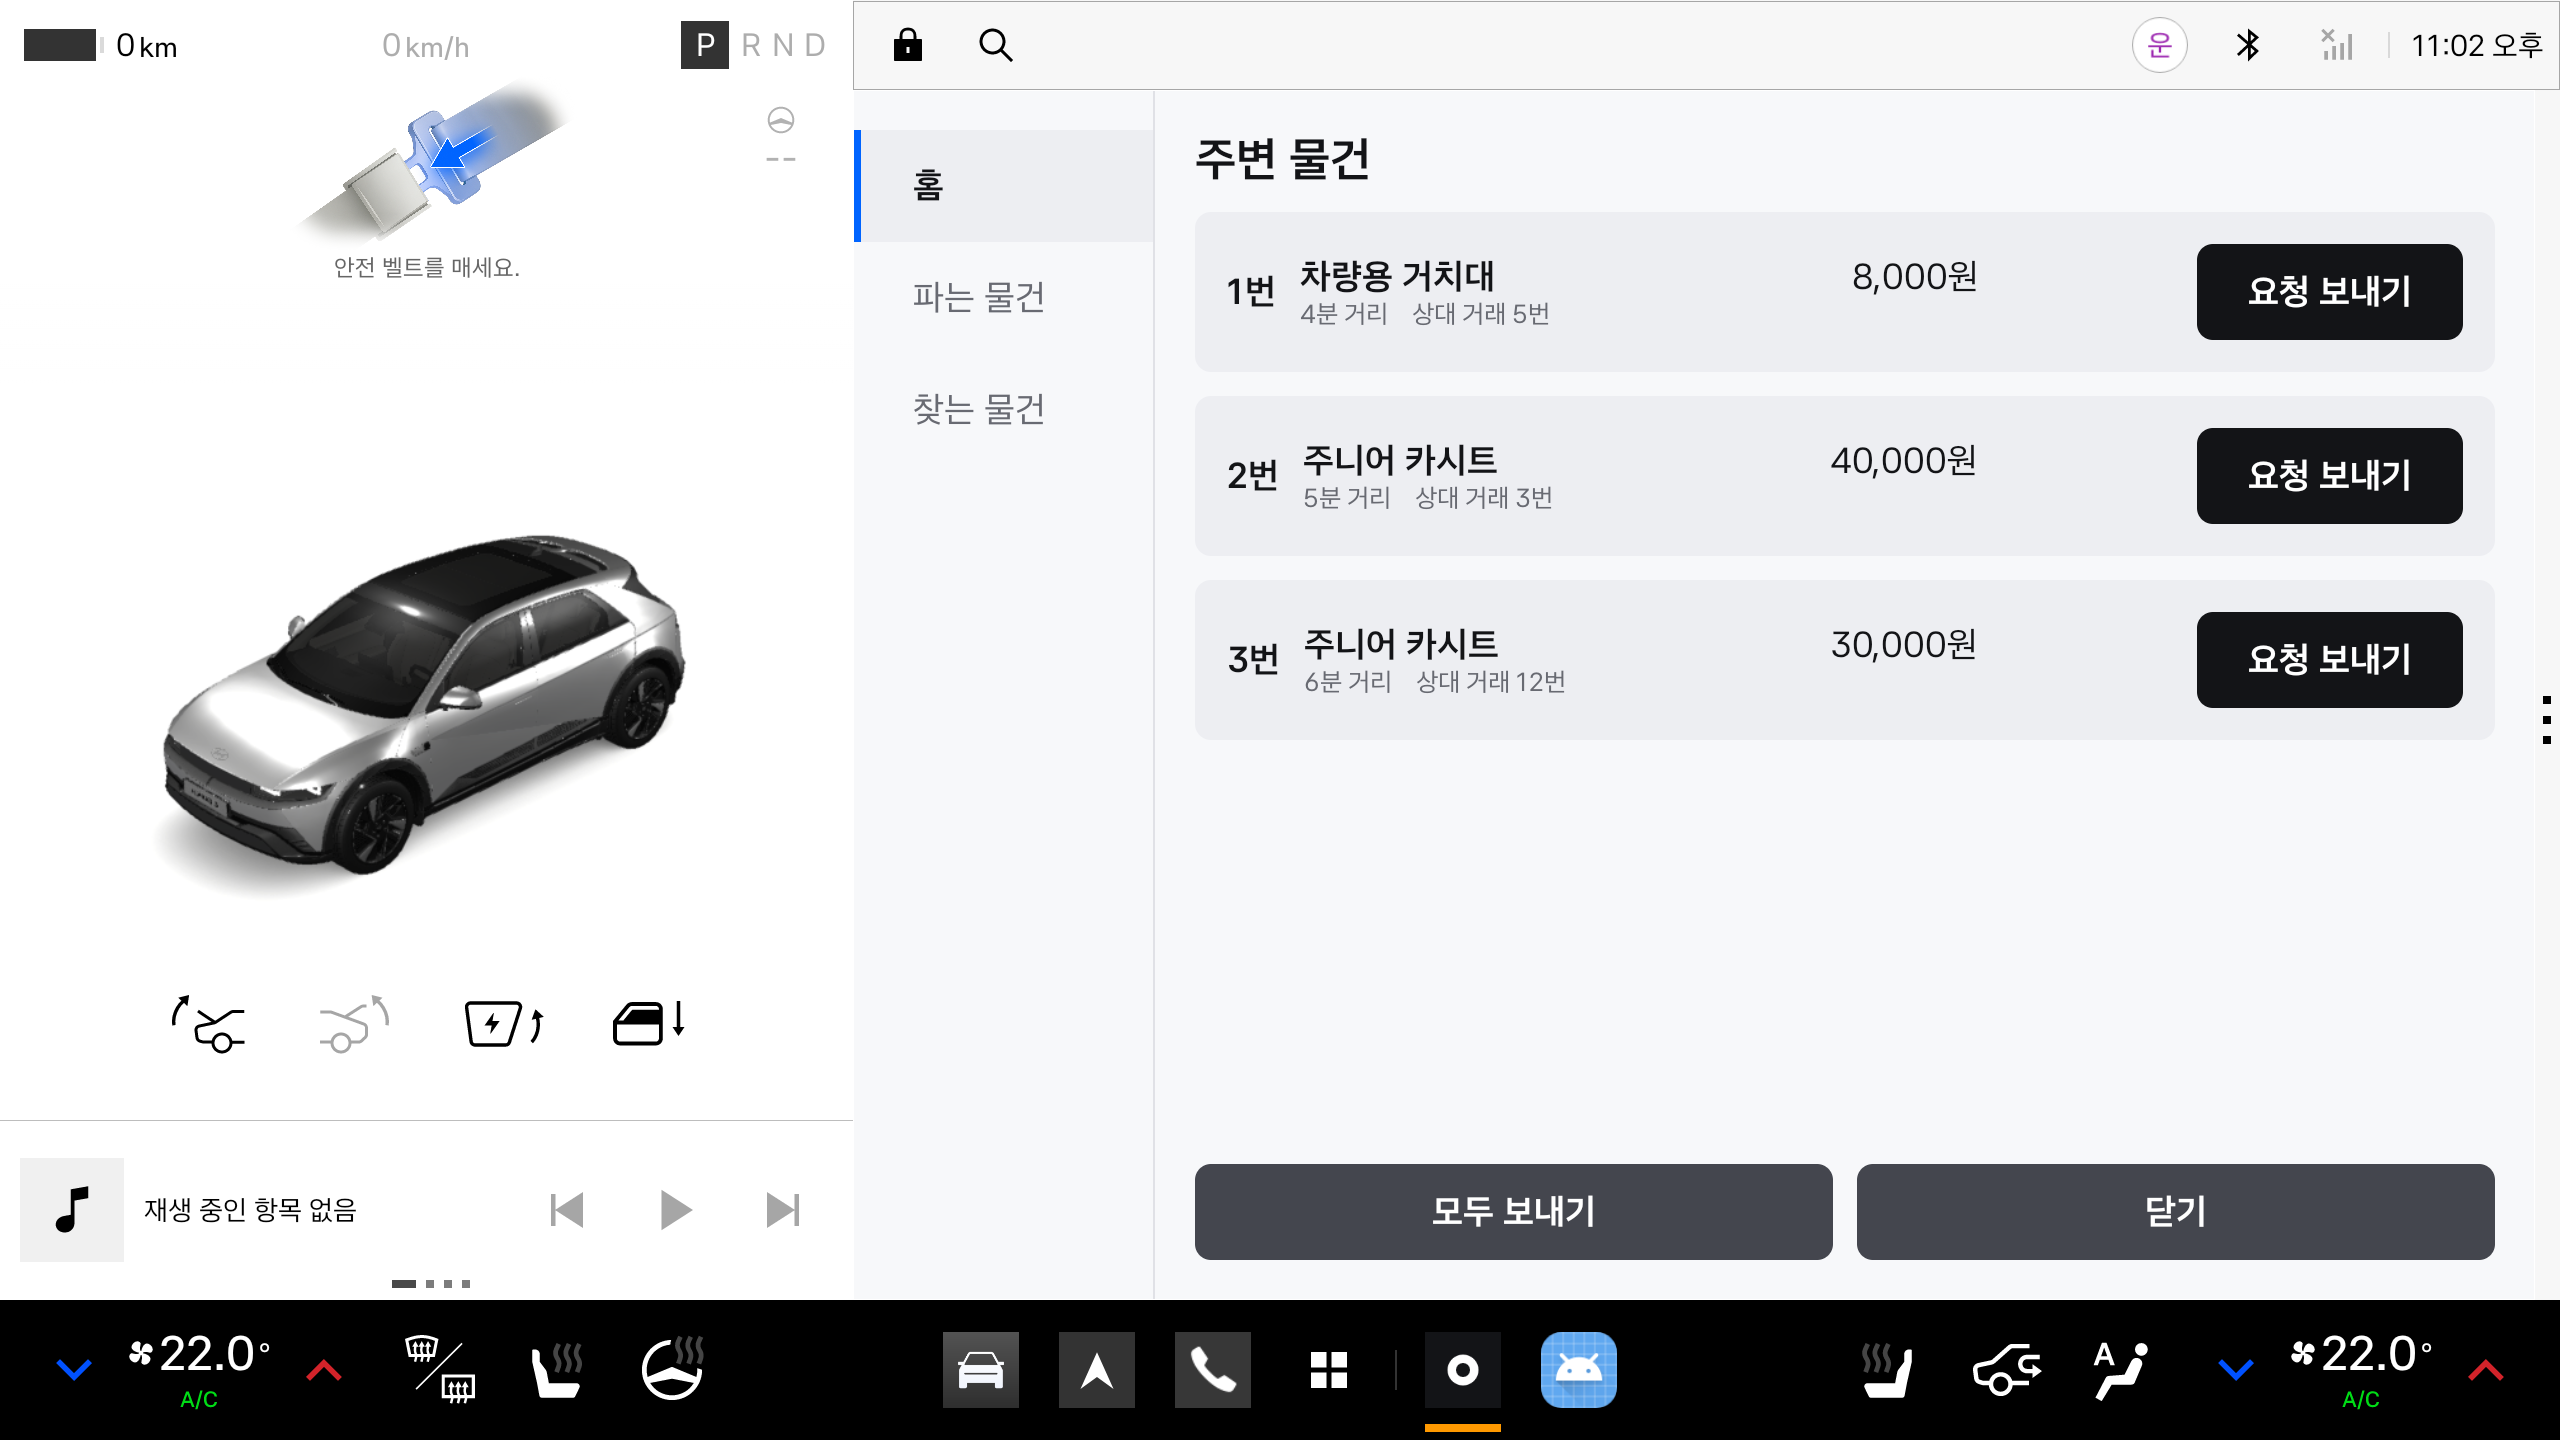 0 km
0 km/h
P R N D
안전 벨트를 매세요.
재생 중인 항목 없음
운
11:02 오후
홈
파는 물건
찾는 물건
주변 물건
1번
차량용 거치대
4분 거리 상대 거래 5번
8,000원
요청 보내기
2번
주니어 카시트
5분 거리 상대 거래 3번
40,000원
요청 보내기
3번
주니어 카시트
6분 거리 상대 거래 12번
30,000원
요청 보내기
모두 보내기
닫기
22.0°
A/C
A
22.0°
A/C